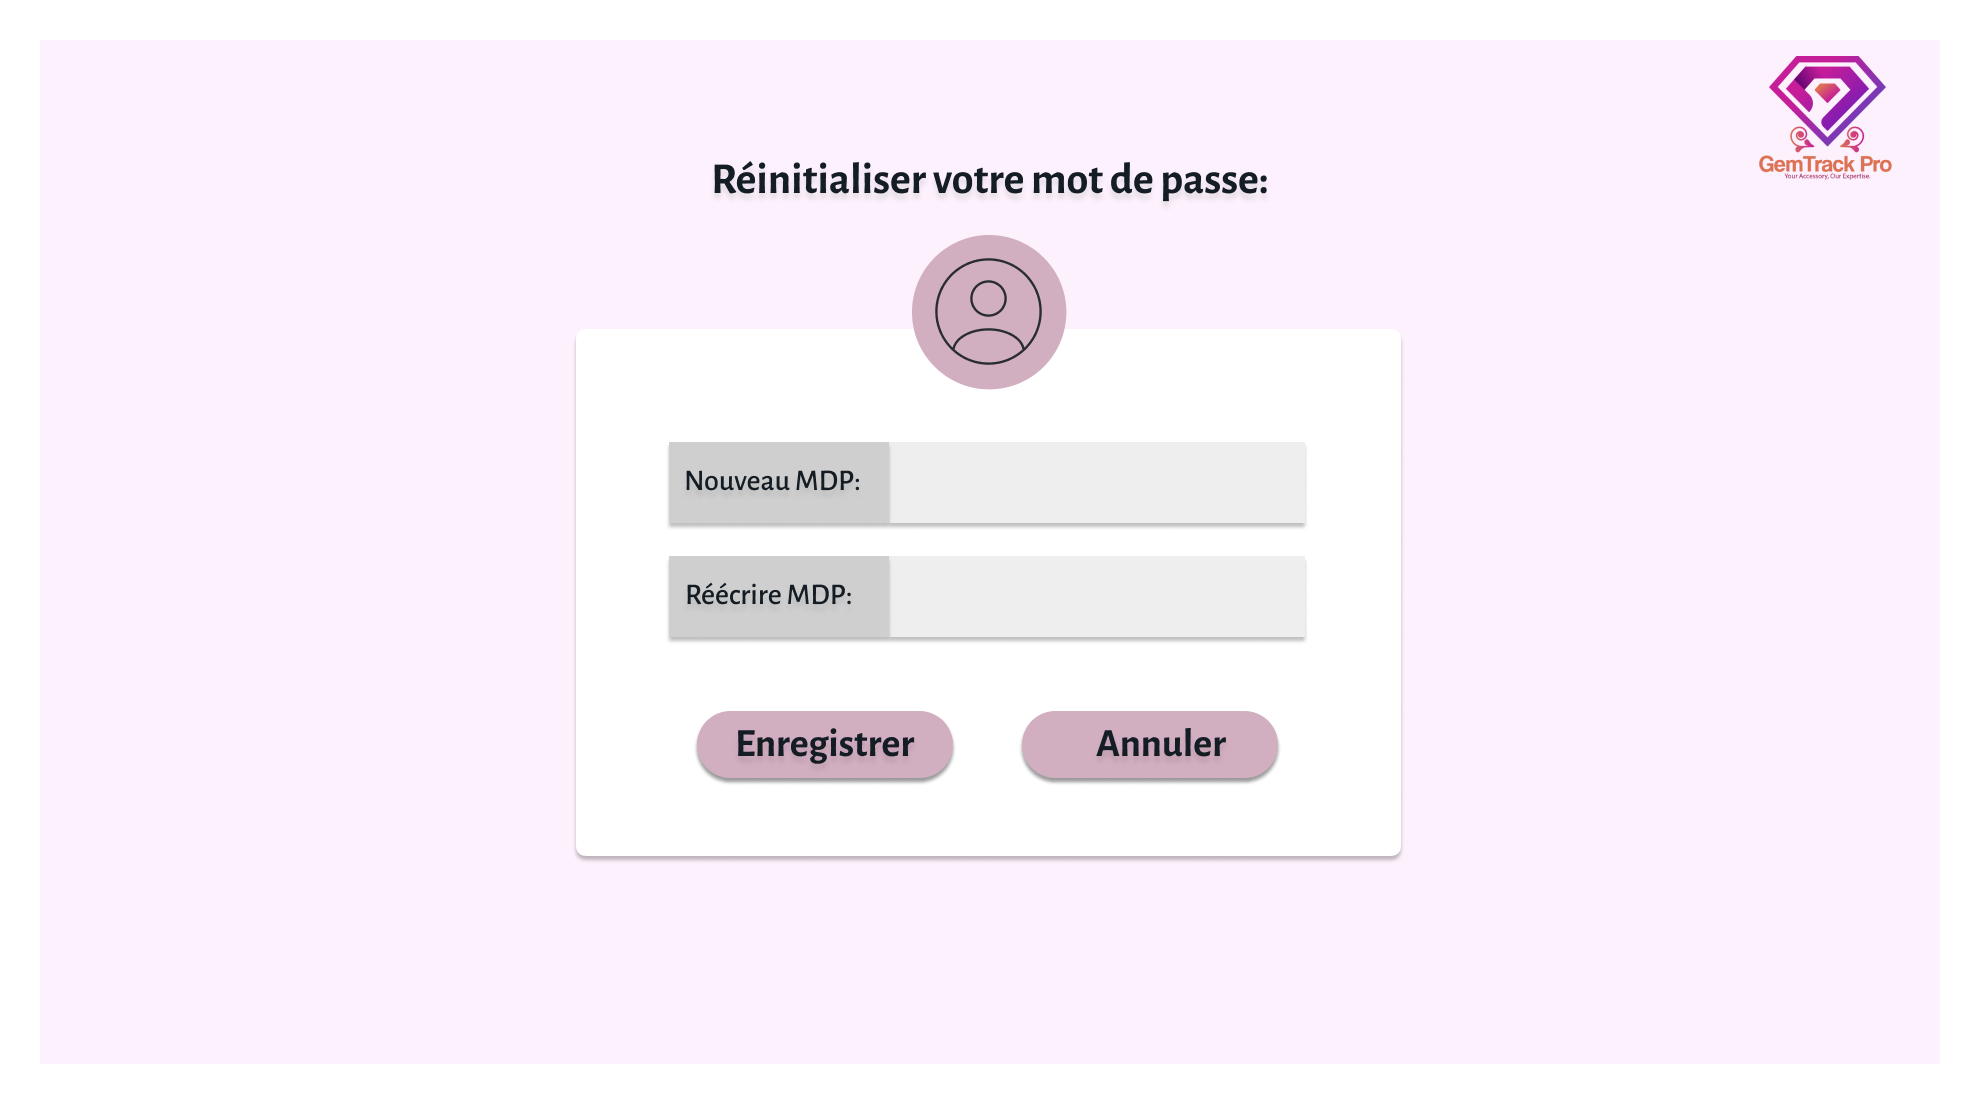 GemTrack Pro
Your Accessory, Our Expertise.
Réinitialiser votre mot de passe:
Nouveau MDP:
Réécrire MDP:
Enregistrer
Annuler